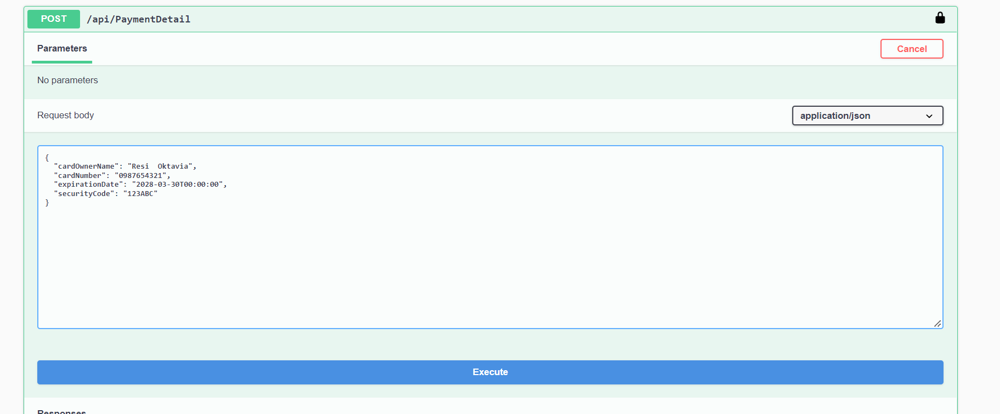 POST /api/PaymentDetail
Parameters
Cancel
No parameters
Request body
application/json
{
  "cardOwnerName": "Resi  Oktavia",
  "cardNumber": "0987654321",
  "expirationDate": "2028-03-30T00:00:00",
  "securityCode": "123ABC"
}
Execute
Responses